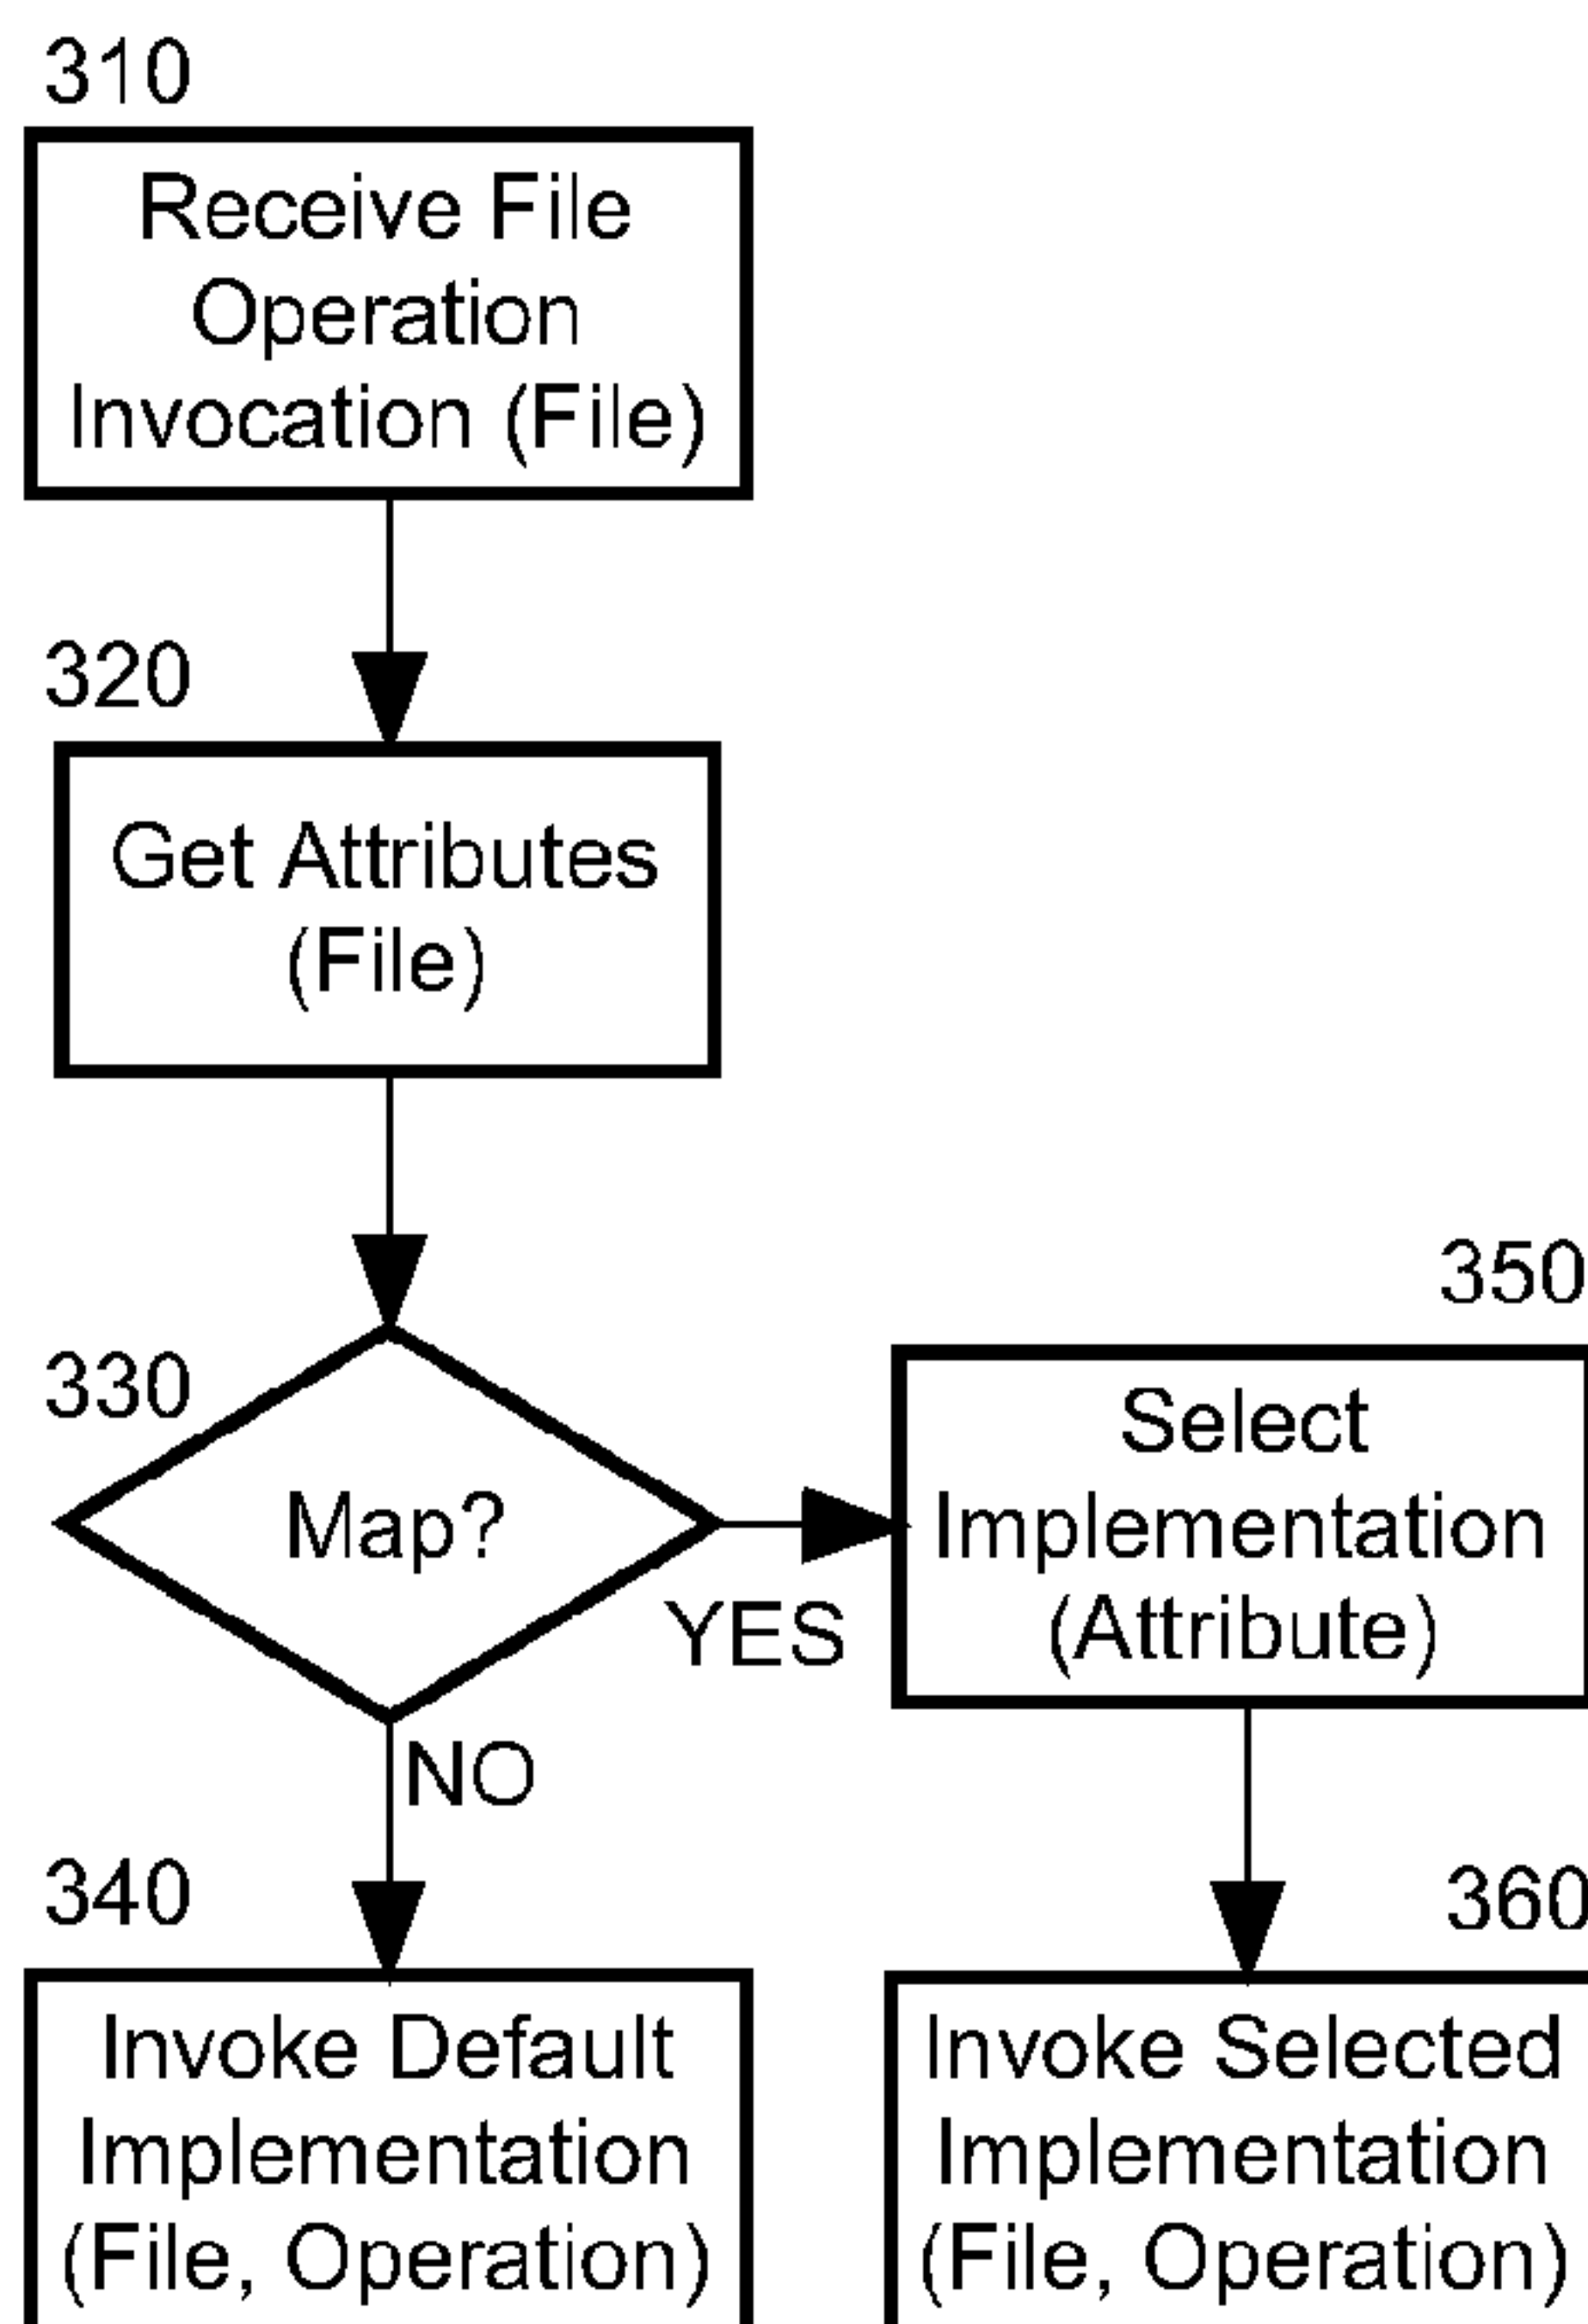 310
Receive File
Operation
Invocation (File)
320
Get Attributes
(File)
330
Map?
YES
NO
350
Select
Implementation
(Attribute)
340
Invoke Default
Implementation
(File, Operation)
360
Invoke Selected
Implementation
(File, Operation)